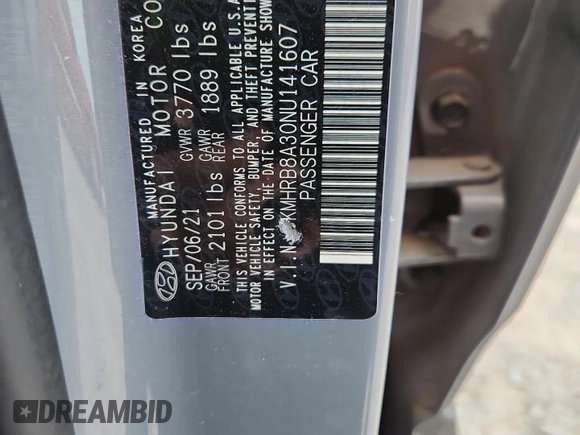 MANUFACTURED IN KOREA
HYUNDAI MOTOR CO
SEP/06/21 GVWR 3770 lbs
GAWR FRONT 2101 lbs GAWR REAR 1889 lbs
THIS VEHICLE CONFORMS TO ALL APPLICABLE U.S.A
MOTOR VEHICLE SAFETY, BUMPER, AND THEFT PREVENTION
IN EFFECT ON THE DATE OF MANUFACTURE SHOW
V.I.N KMHRB8A30NU141607
PASSENGER CAR
DREAMBID